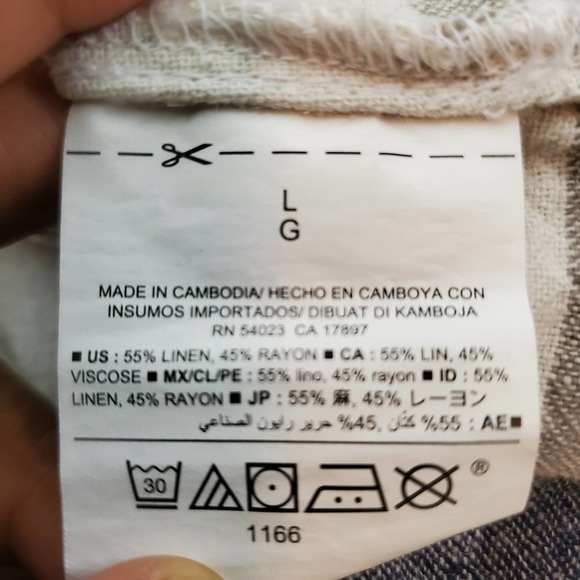 L
G
MADE IN CAMBODIA/ HECHO EN CAMBOYA CON
INSUMOS IMPORTADOS/ DIBUAT DI KAMBOJA
RN 54023 CA 17897
■ US : 55% LINEN, 45% RAYON ■ CA : 55% LIN, 45%
VISCOSE ■ MX/CL/PE : 55% lino, 45% rayon ■ ID : 55%
LINEN, 45% RAYON ■ JP : 55% 麻, 45% レーヨン
■AE : 55% كتّان, 45% حرير رايون الصناعي
30 ®
1166